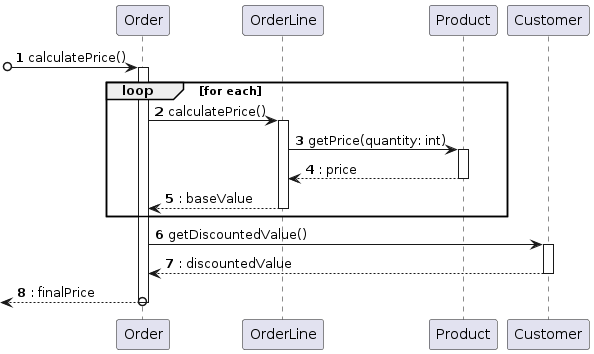 Order OrderLine Product Customer
1 calculatePrice()
loop [for each]
2 calculatePrice()
3 getPrice(quantity: int)
4 : price
5 : baseValue
6 getDiscountedValue()
7 : discountedValue
8 : finalPrice
Order OrderLine Product Customer